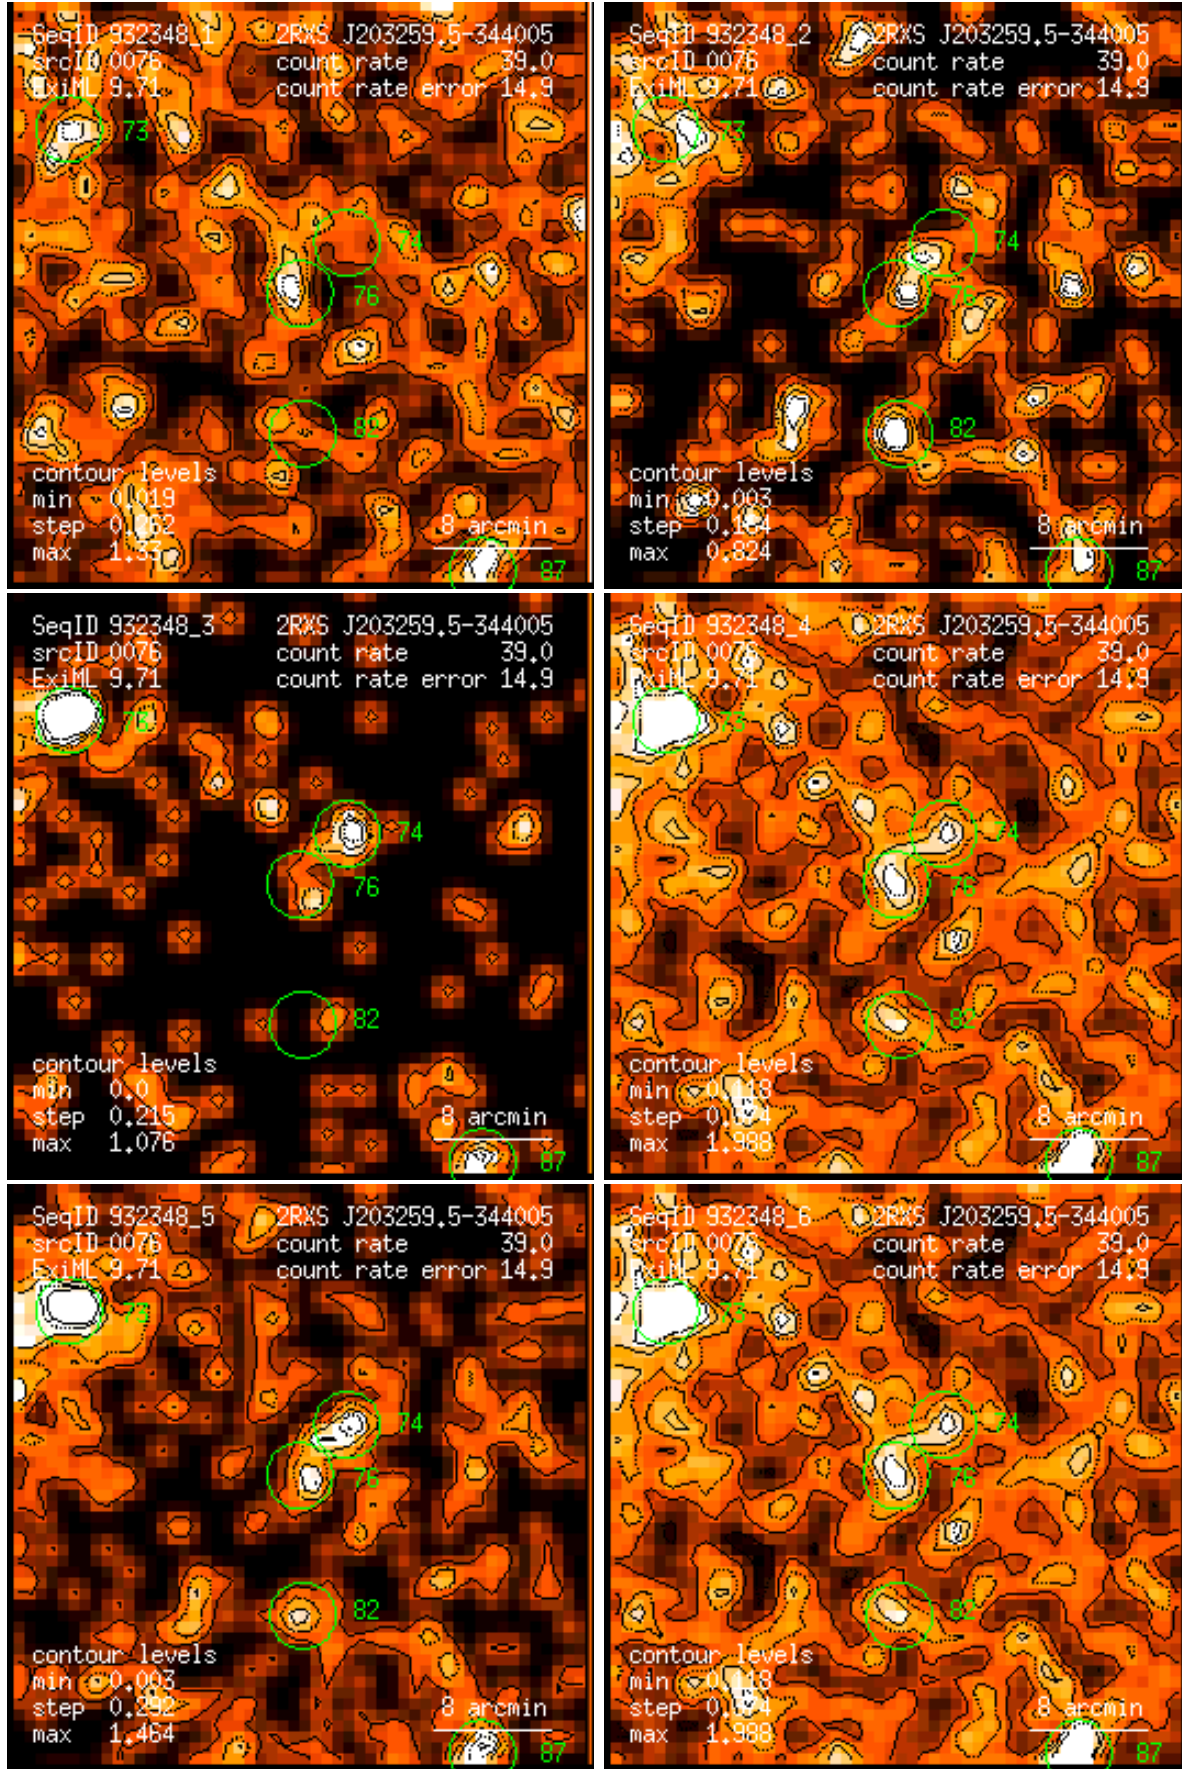 SeqID 932348_1 2RXS J203259.5-344005
srcID 0076 count rate 39.0
ExiML 9.71 count rate error 14.9
73
74
76
82
contour levels
min 0.019
step 0.262
max 1.33
8 arcmin
87
SeqID 932348_2 2RXS J203259.5-344005
srcID 0076 count rate 39.0
ExiML 9.71 count rate error 14.9
73
74
76
82
contour levels
min 0.003
step 0.164
max 0.824
8 arcmin
87
SeqID 932348_3 2RXS J203259.5-344005
srcID 0076 count rate 39.0
ExiML 9.71 count rate error 14.9
73
74
76
82
contour levels
min 0.0
step 0.215
max 1.076
8 arcmin
87
SeqID 932348_4 2RXS J203259.5-344005
srcID 0076 count rate 39.0
ExiML 9.71 count rate error 14.9
73
74
76
82
contour levels
min 0.118
step
max 1.988
8 arcmin
87
SeqID 932348_5 2RXS J203259.5-344005
srcID 0076 count rate 39.0
ExiML 9.71 count rate error 14.9
73
74
76
82
contour levels
min 0.003
step 0.292
max 1.464
8 arcmin
87
SeqID 932348_6 2RXS J203259.5-344005
srcID 0076 count rate 39.0
ExiML 9.71 count rate error 14.9
73
74
76
82
contour levels
min 0.118
step
max 1.988
8 arcmin
87